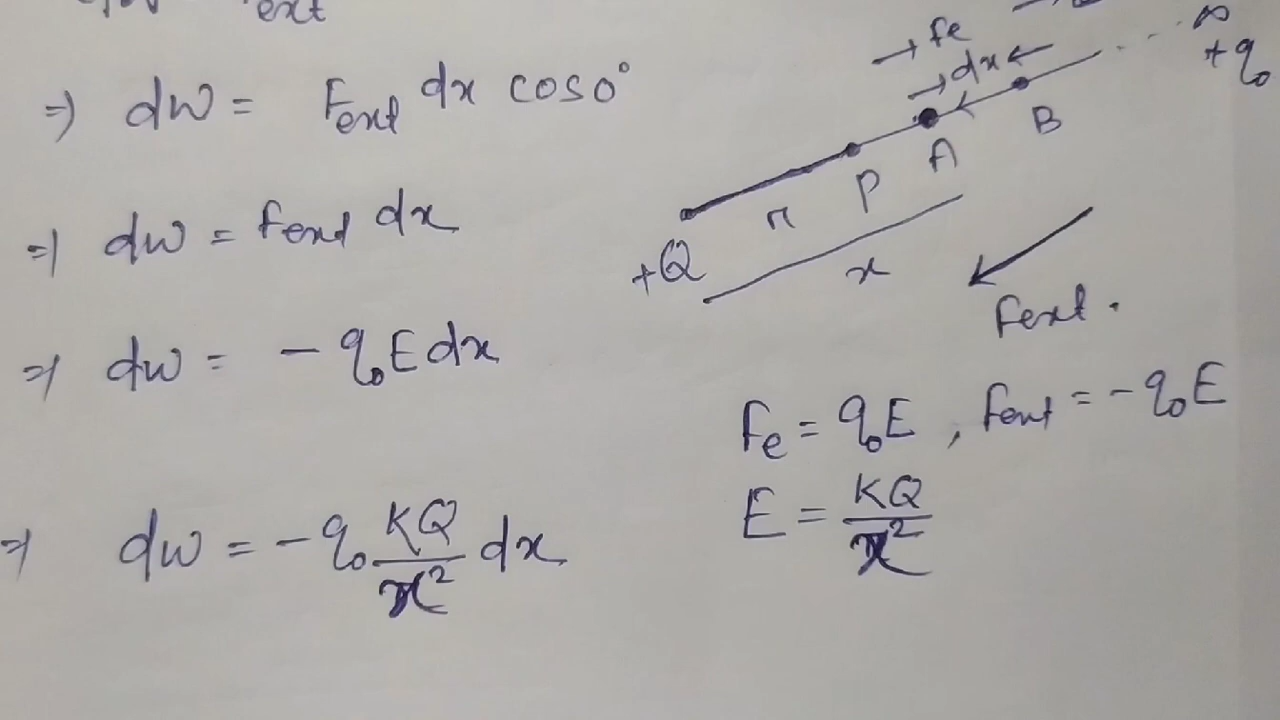 ext
⇒ dw = Fext dx cos0°
⇒ dw = fext dx
⇒ dw = - q₀E dx
⇒ dw = - q₀ KQ/x² dx
→ fe
→ dx ←
∞
+q₀
B
A
P
r
+Q
x
Fext.
Fe = q₀E , Fext = - q₀E
E = KQ/x²